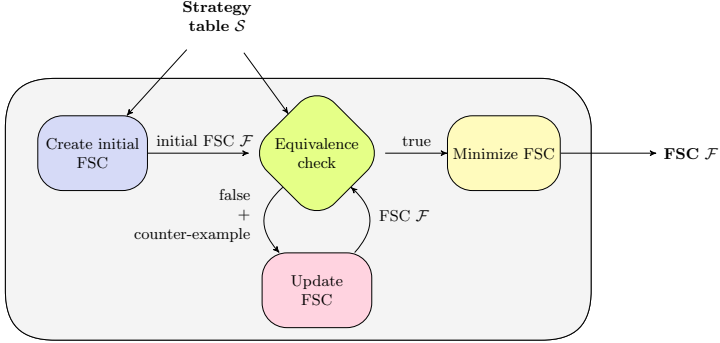 Strategy
table 𝒮
Create initial
FSC
initial FSC ℱ
Equivalence
check
true
Minimize FSC
FSC ℱ
false
+
counter-example
FSC ℱ
Update
FSC